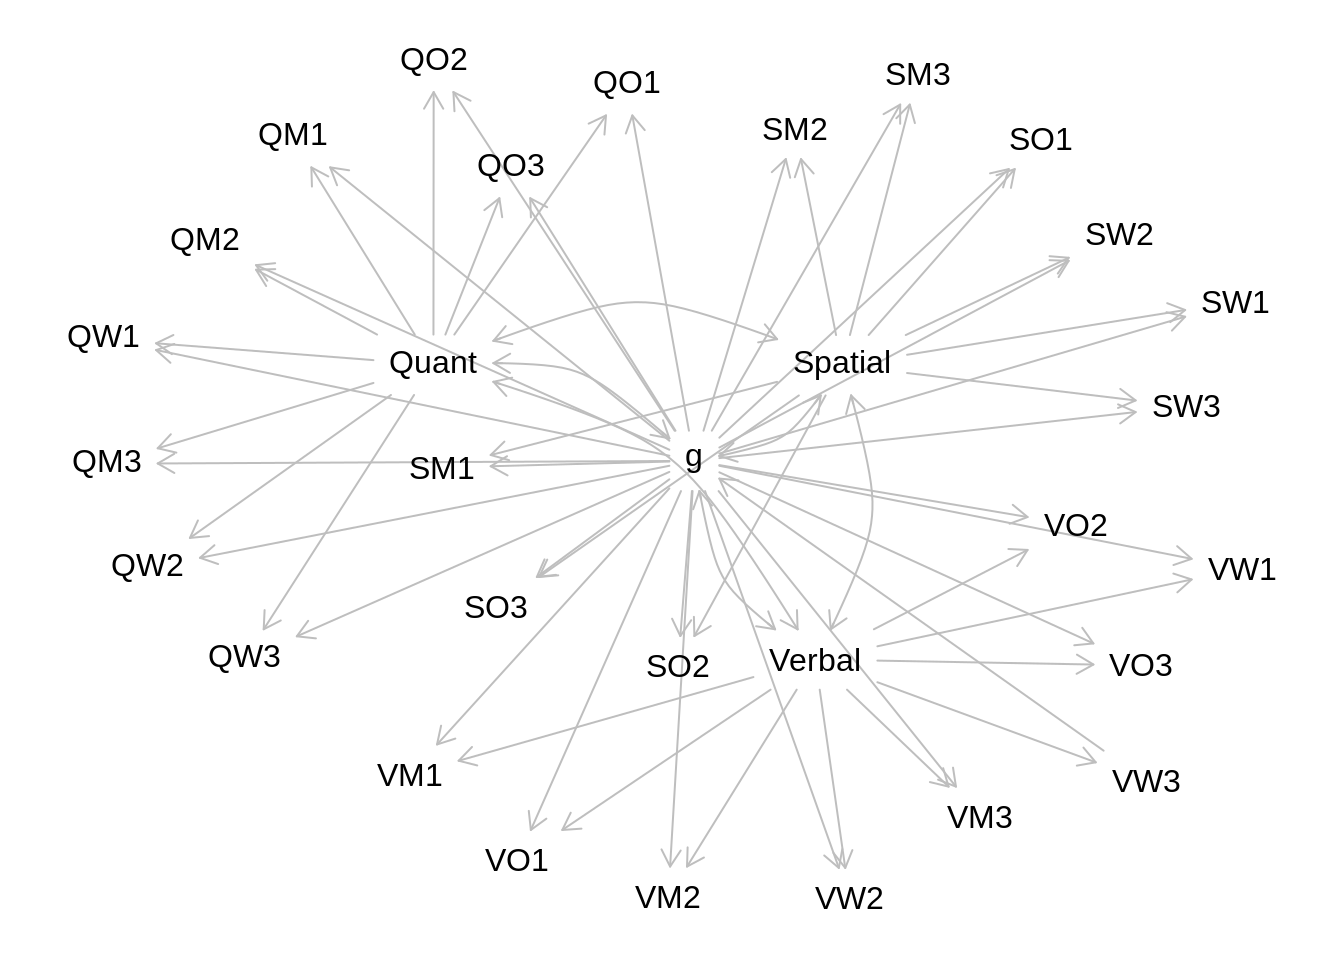 QO2
SM3
QO1
SM2
QM1
SO1
QO3
SW2
QM2
SW1
QW1
Quant
Spatial
SW3
g
QM3
SM1
VO2
QW2
VW1
SO3
QW3
SO2
Verbal
VO3
VM1
VW3
VM3
VO1
VM2
VW2